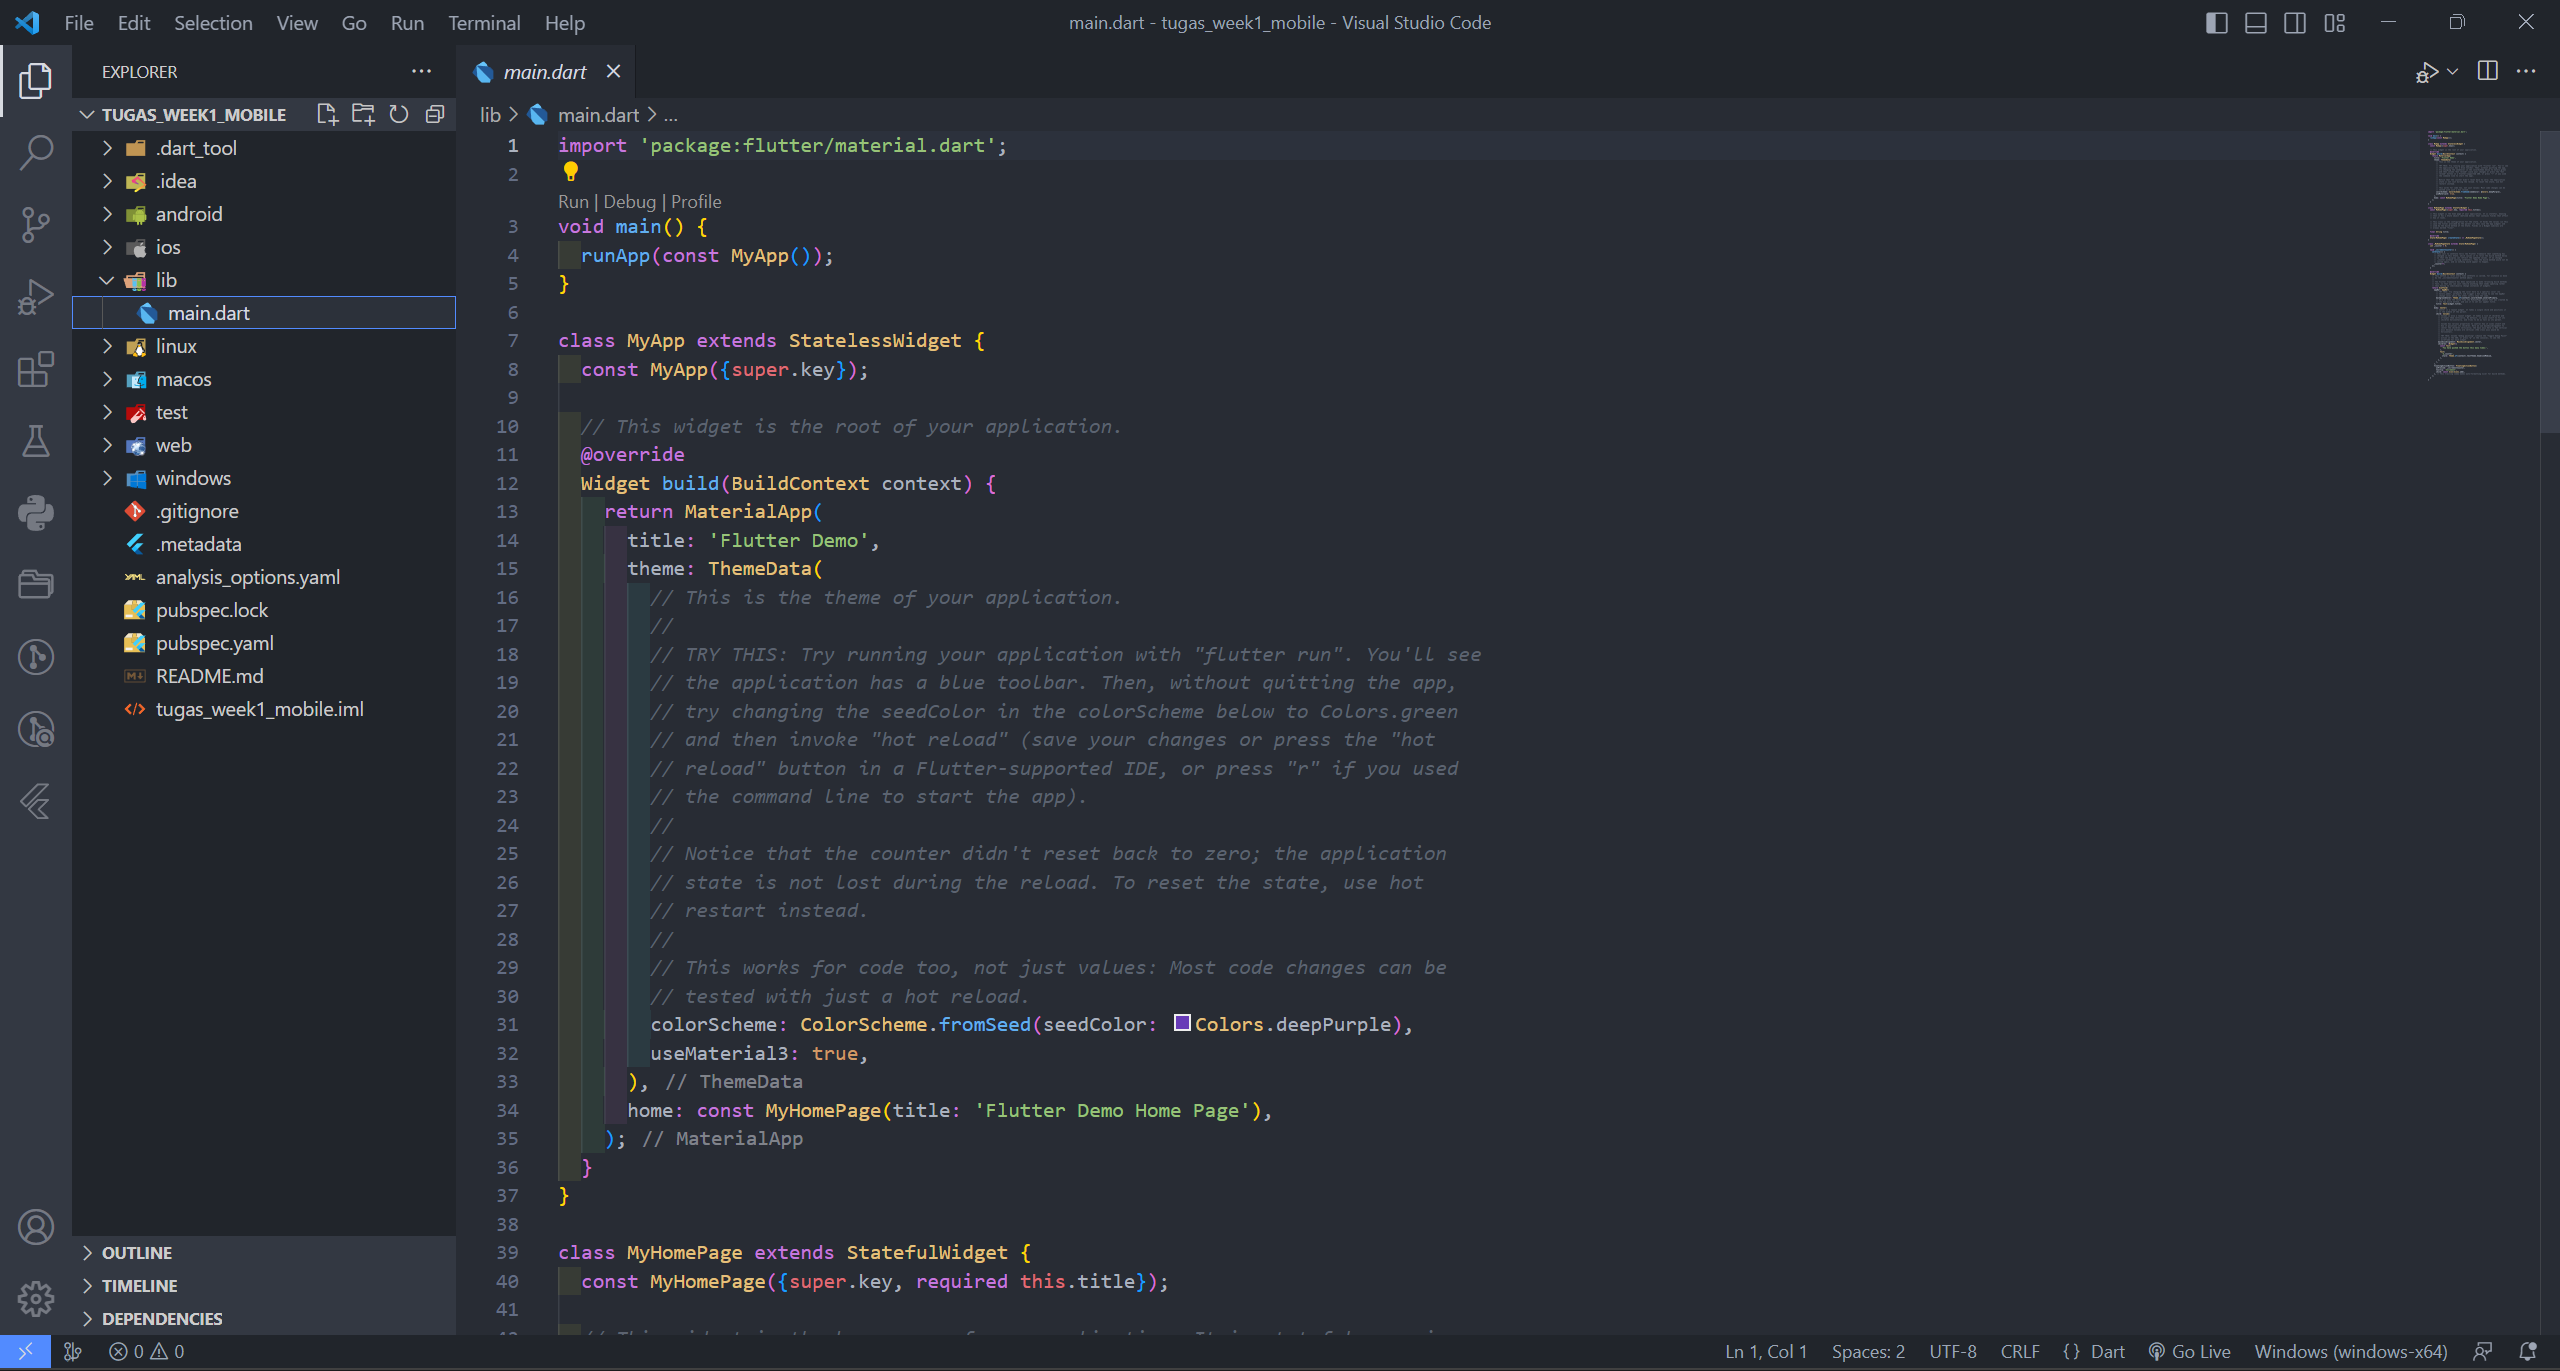 File Edit Selection View Go Run Terminal Help
main.dart - tugas_week1_mobile - Visual Studio Code
EXPLORER
TUGAS_WEEK1_MOBILE
.dart_tool
.idea
android
ios
lib
main.dart
linux
macos
test
web
windows
.gitignore
.metadata
analysis_options.yaml
pubspec.lock
pubspec.yaml
README.md
tugas_week1_mobile.iml
OUTLINE
TIMELINE
DEPENDENCIES
main.dart
lib > main.dart > ...
1 import 'package:flutter/material.dart';
2
Run | Debug | Profile
3 void main() {
4 runApp(const MyApp());
5 }
6
7 class MyApp extends StatelessWidget {
8 const MyApp({super.key});
9
10 // This widget is the root of your application.
11 @override
12 Widget build(BuildContext context) {
13 return MaterialApp(
14 title: 'Flutter Demo',
15 theme: ThemeData(
16 // This is the theme of your application.
17 //
18 // TRY THIS: Try running your application with "flutter run". You'll see
19 // the application has a blue toolbar. Then, without quitting the app,
20 // try changing the seedColor in the colorScheme below to Colors.green
21 // and then invoke "hot reload" (save your changes or press the "hot
22 // reload" button in a Flutter-supported IDE, or press "r" if you used
23 // the command line to start the app).
24 //
25 // Notice that the counter didn't reset back to zero; the application
26 // state is not lost during the reload. To reset the state, use hot
27 // restart instead.
28 //
29 // This works for code too, not just values: Most code changes can be
30 // tested with just a hot reload.
31 colorScheme: ColorScheme.fromSeed(seedColor: Colors.deepPurple),
32 useMaterial3: true,
33 ), // ThemeData
34 home: const MyHomePage(title: 'Flutter Demo Home Page'),
35 ); // MaterialApp
36 }
37 }
38
39 class MyHomePage extends StatefulWidget {
40 const MyHomePage({super.key, required this.title});
41
0 0
Ln 1, Col 1 Spaces: 2 UTF-8 CRLF {} Dart Go Live Windows (windows-x64)